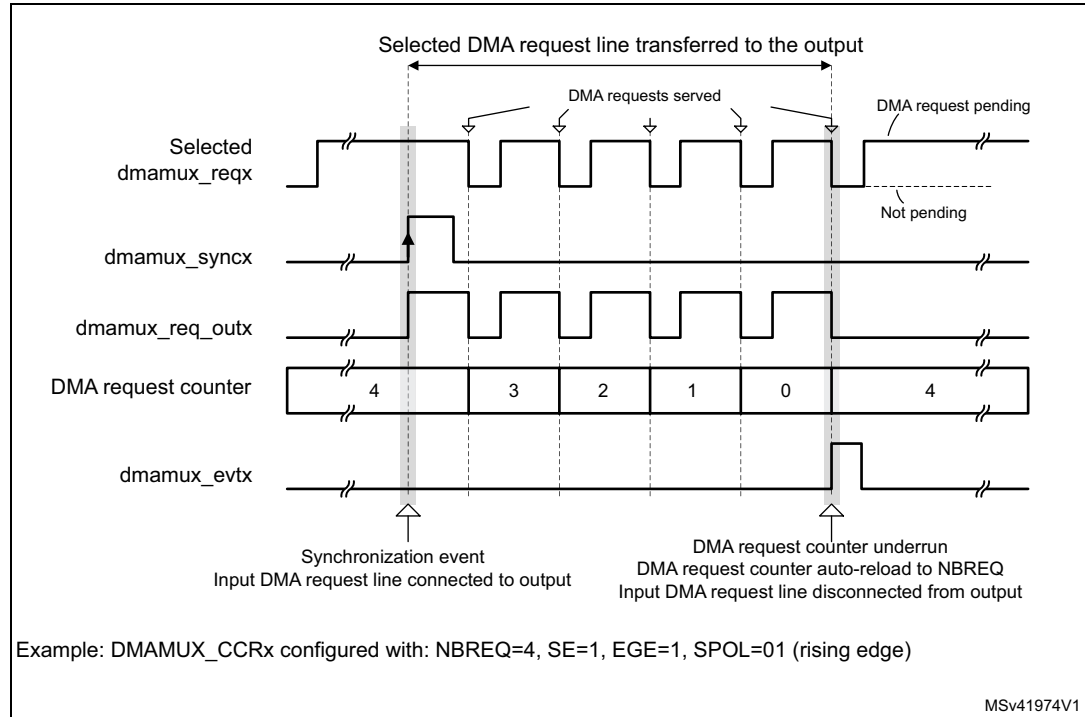 Selected DMA request line transferred to the output
DMA requests served
DMA request pending
Selected
dmamux_reqx
Not pending
dmamux_syncx
dmamux_req_outx
DMA request counter
4
3
2
1
0
4
dmamux_evtx
Synchronization event
Input DMA request line connected to output
DMA request counter underrun
DMA request counter auto-reload to NBREQ
Input DMA request line disconnected from output
Example: DMAMUX_CCRx configured with: NBREQ=4, SE=1, EGE=1, SPOL=01 (rising edge)
MSv41974V1